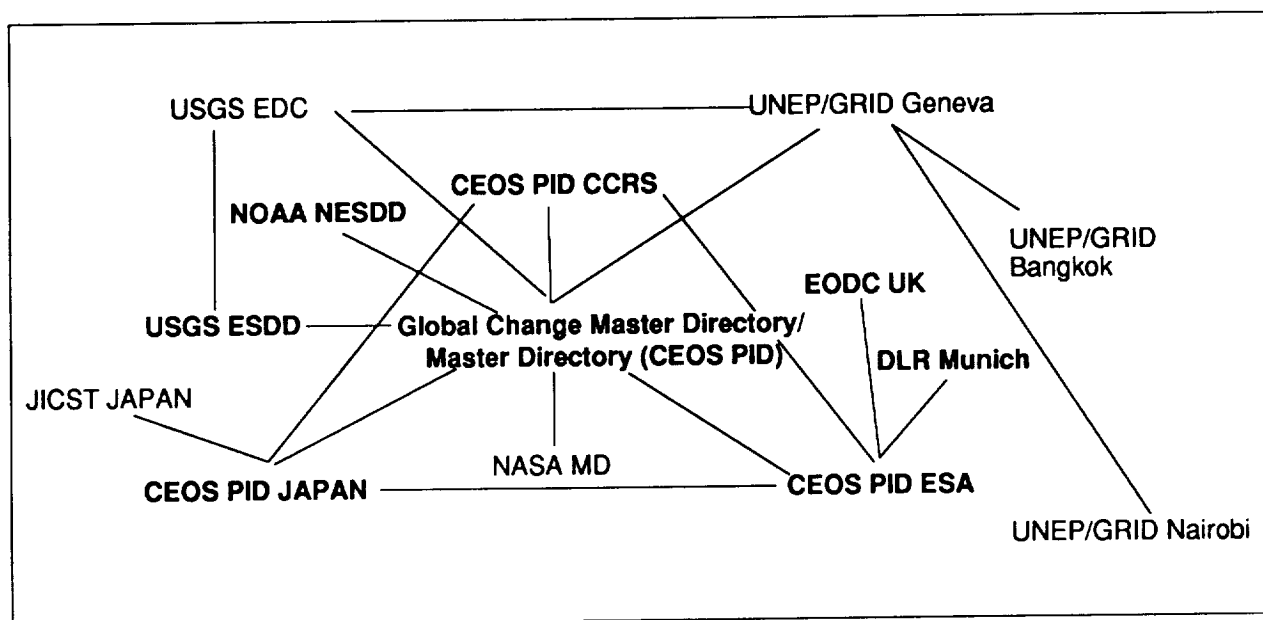 USGS EDC
UNEP/GRID Geneva
CEOS PID CCRS
NOAA NESDD
UNEP/GRID
Bangkok
EODC UK
USGS ESDD
Global Change Master Directory/
Master Directory (CEOS PID)
DLR Munich
JICST JAPAN
NASA MD
CEOS PID JAPAN
CEOS PID ESA
UNEP/GRID Nairobi